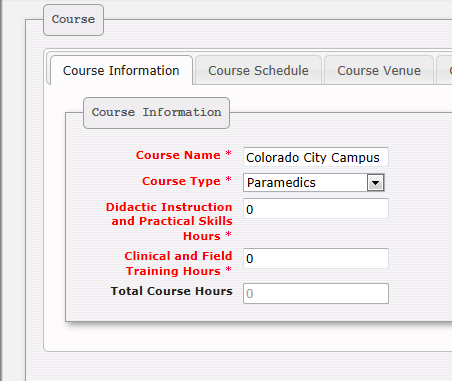 Course
Course Information Course Schedule Course Venue
Course Information
Course Name * Colorado City Campus
Course Type * Paramedics
Didactic Instruction 0
and Practical Skills
Hours *
Clinical and Field 0
Training Hours *
Total Course Hours 0